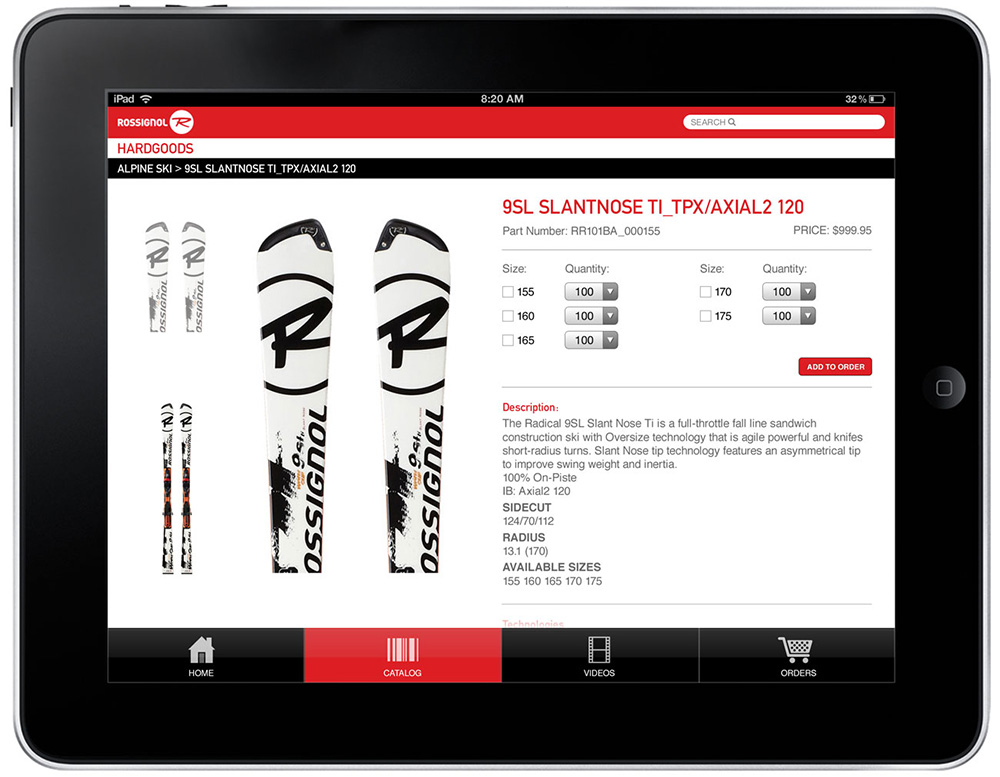 iPad 8:20 AM 32%
ROSSIGNOL R SEARCH
HARDGOODS
ALPINE SKI > 9SL SLANTNOSE TI_TPX/AXIAL2 120
9SL SLANTNOSE TI_TPX/AXIAL2 120
Part Number: RR101BA_000155 PRICE: $999.95
Size: Quantity: Size: Quantity:
155 100 170 100
160 100 175 100
165 100
ADD TO ORDER
R R
9SL 9SL
ROSSIGNOL ROSSIGNOL
Description:
The Radical 9SL Slant Nose Ti is a full-throttle fall line sandwich
construction ski with Oversize technology that is agile powerful and knifes
short-radius turns. Slant Nose tip technology features an asymmetrical tip
to improve swing weight and inertia.
100% On-Piste
IB: Axial2 120
SIDECUT
124/70/112
RADIUS
13.1 (170)
AVAILABLE SIZES
155 160 165 170 175
Technologies
HOME CATALOG VIDEOS ORDERS